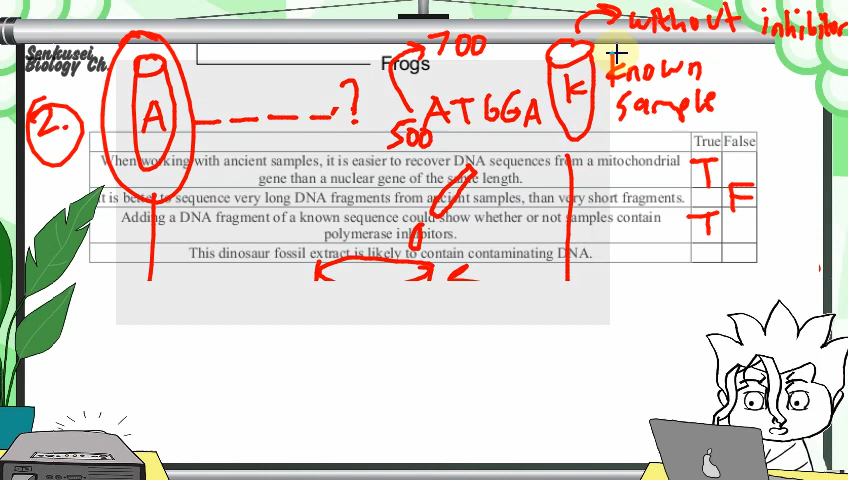 700
without inhibitor
Senkusei
Biology Ch.
Frogs
known
sample
K
2.
A
?
500
ATGGA
True False
When working with ancient samples, it is easier to recover DNA sequences from a mitochondrial
gene than a nuclear gene of the same length.
T
It is better to sequence very long DNA fragments from ancient samples, than very short fragments.
F
Adding a DNA fragment of a known sequence could show whether or not samples contain
polymerase inhibitors.
T
This dinosaur fossil extract is likely to contain contaminating DNA.